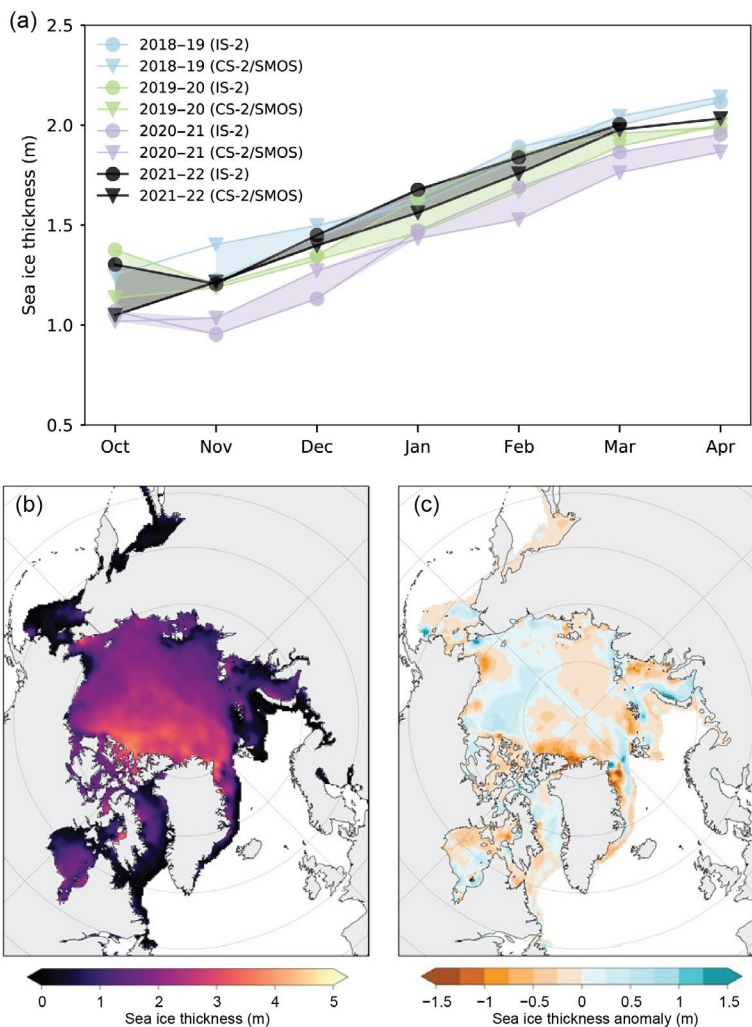 (a)
2.5
2.0
1.5
1.0
0.5
Sea ice thickness (m)
2018–19 (IS-2)
2018–19 (CS-2/SMOS)
2019–20 (IS-2)
2019–20 (CS-2/SMOS)
2020–21 (IS-2)
2020–21 (CS-2/SMOS)
2021–22 (IS-2)
2021–22 (CS-2/SMOS)
Oct Nov Dec Jan Feb Mar Apr
(b)
(c)
0 1 2 3 4 5
Sea ice thickness (m)
−1.5 −1 −0.5 0 0.5 1 1.5
Sea ice thickness anomaly (m)